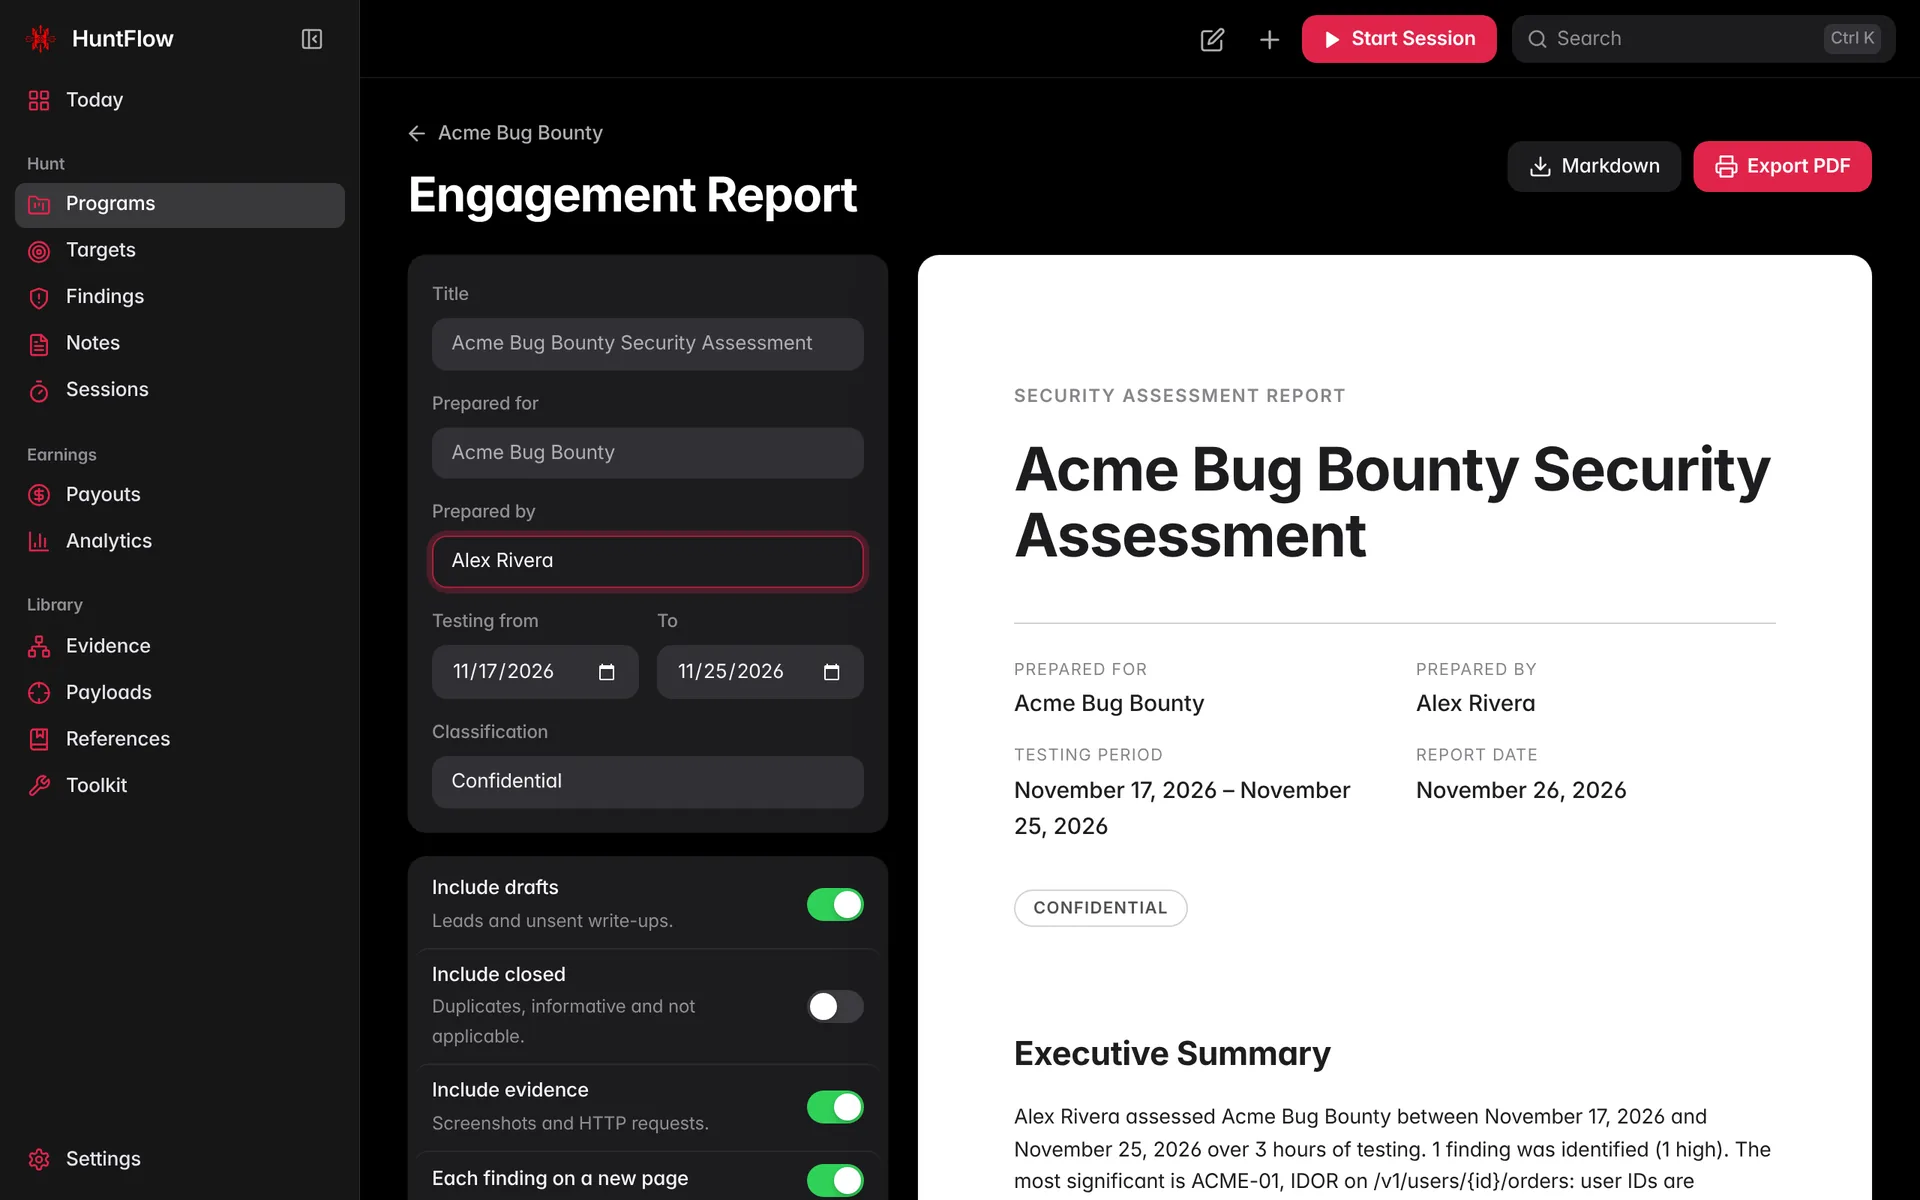 HuntFlow
Today
Hunt
Programs
Targets
Findings
Notes
Sessions
Earnings
Payouts
Analytics
Library
Evidence
Payloads
References
Toolkit
Settings
Start Session
Search
Ctrl K
Acme Bug Bounty
Engagement Report
Markdown
Export PDF
Title
Acme Bug Bounty Security Assessment
Prepared for
Acme Bug Bounty
Prepared by
Alex Rivera
Testing from
To
11/17/2026
11/25/2026
Classification
Confidential
Include drafts
Leads and unsent write-ups.
Include closed
Duplicates, informative and not
applicable.
Include evidence
Screenshots and HTTP requests.
Each finding on a new page
SECURITY ASSESSMENT REPORT
Acme Bug Bounty Security
Assessment
PREPARED FOR
Acme Bug Bounty
PREPARED BY
Alex Rivera
TESTING PERIOD
November 17, 2026 – November
25, 2026
REPORT DATE
November 26, 2026
CONFIDENTIAL
Executive Summary
Alex Rivera assessed Acme Bug Bounty between November 17, 2026 and
November 25, 2026 over 3 hours of testing. 1 finding was identified (1 high). The
most significant is ACME-01, IDOR on /v1/users/{id}/orders: user IDs are